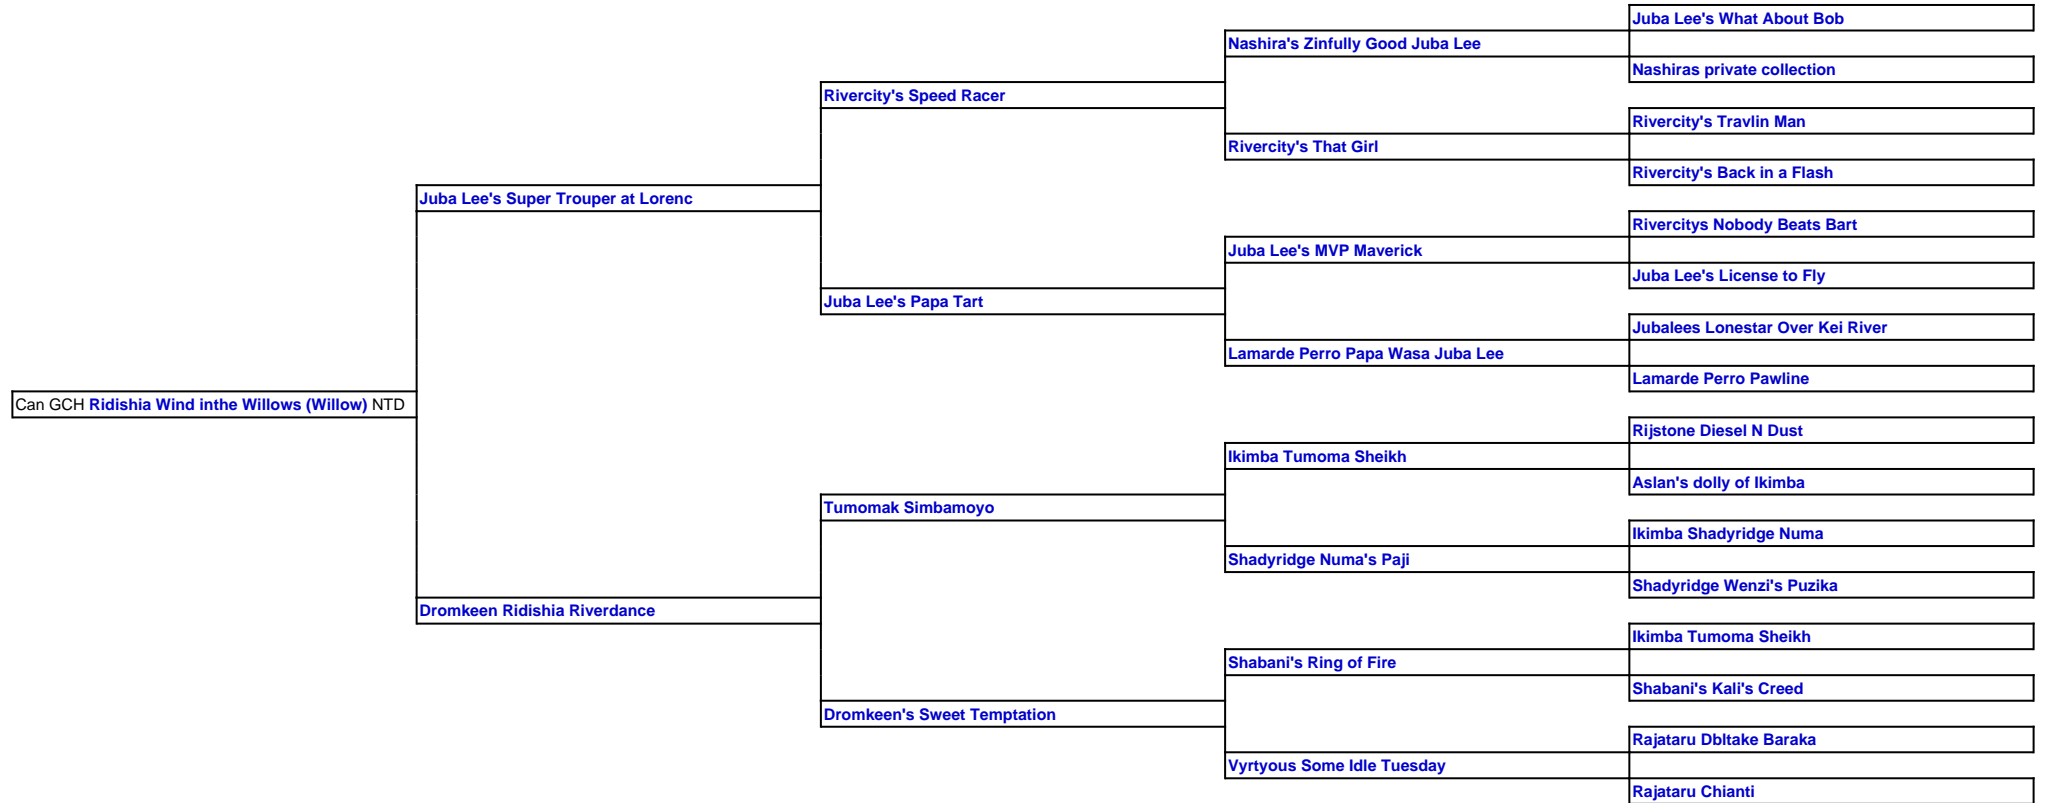 Juba Lee's What About Bob
Nashira's Zinfully Good Juba Lee
Nashiras private collection
Rivercity's Speed Racer
Rivercity's Travlin Man
Rivercity's That Girl
Rivercity's Back in a Flash
Juba Lee's Super Trouper at Lorenc
Rivercitys Nobody Beats Bart
Juba Lee's MVP Maverick
Juba Lee's License to Fly
Juba Lee's Papa Tart
Jubalees Lonestar Over Kei River
Lamarde Perro Papa Wasa Juba Lee
Lamarde Perro Pawline
Can GCH Ridishia Wind inthe Willows (Willow) NTD
Rijstone Diesel N Dust
Ikimba Tumoma Sheikh
Aslan's dolly of Ikimba
Tumomak Simbamoyo
Ikimba Shadyridge Numa
Shadyridge Numa's Paji
Shadyridge Wenzi's Puzika
Dromkeen Ridishia Riverdance
Ikimba Tumoma Sheikh
Shabani's Ring of Fire
Shabani's Kali's Creed
Dromkeen's Sweet Temptation
Rajataru Dbltake Baraka
Vyrtyous Some Idle Tuesday
Rajataru Chianti